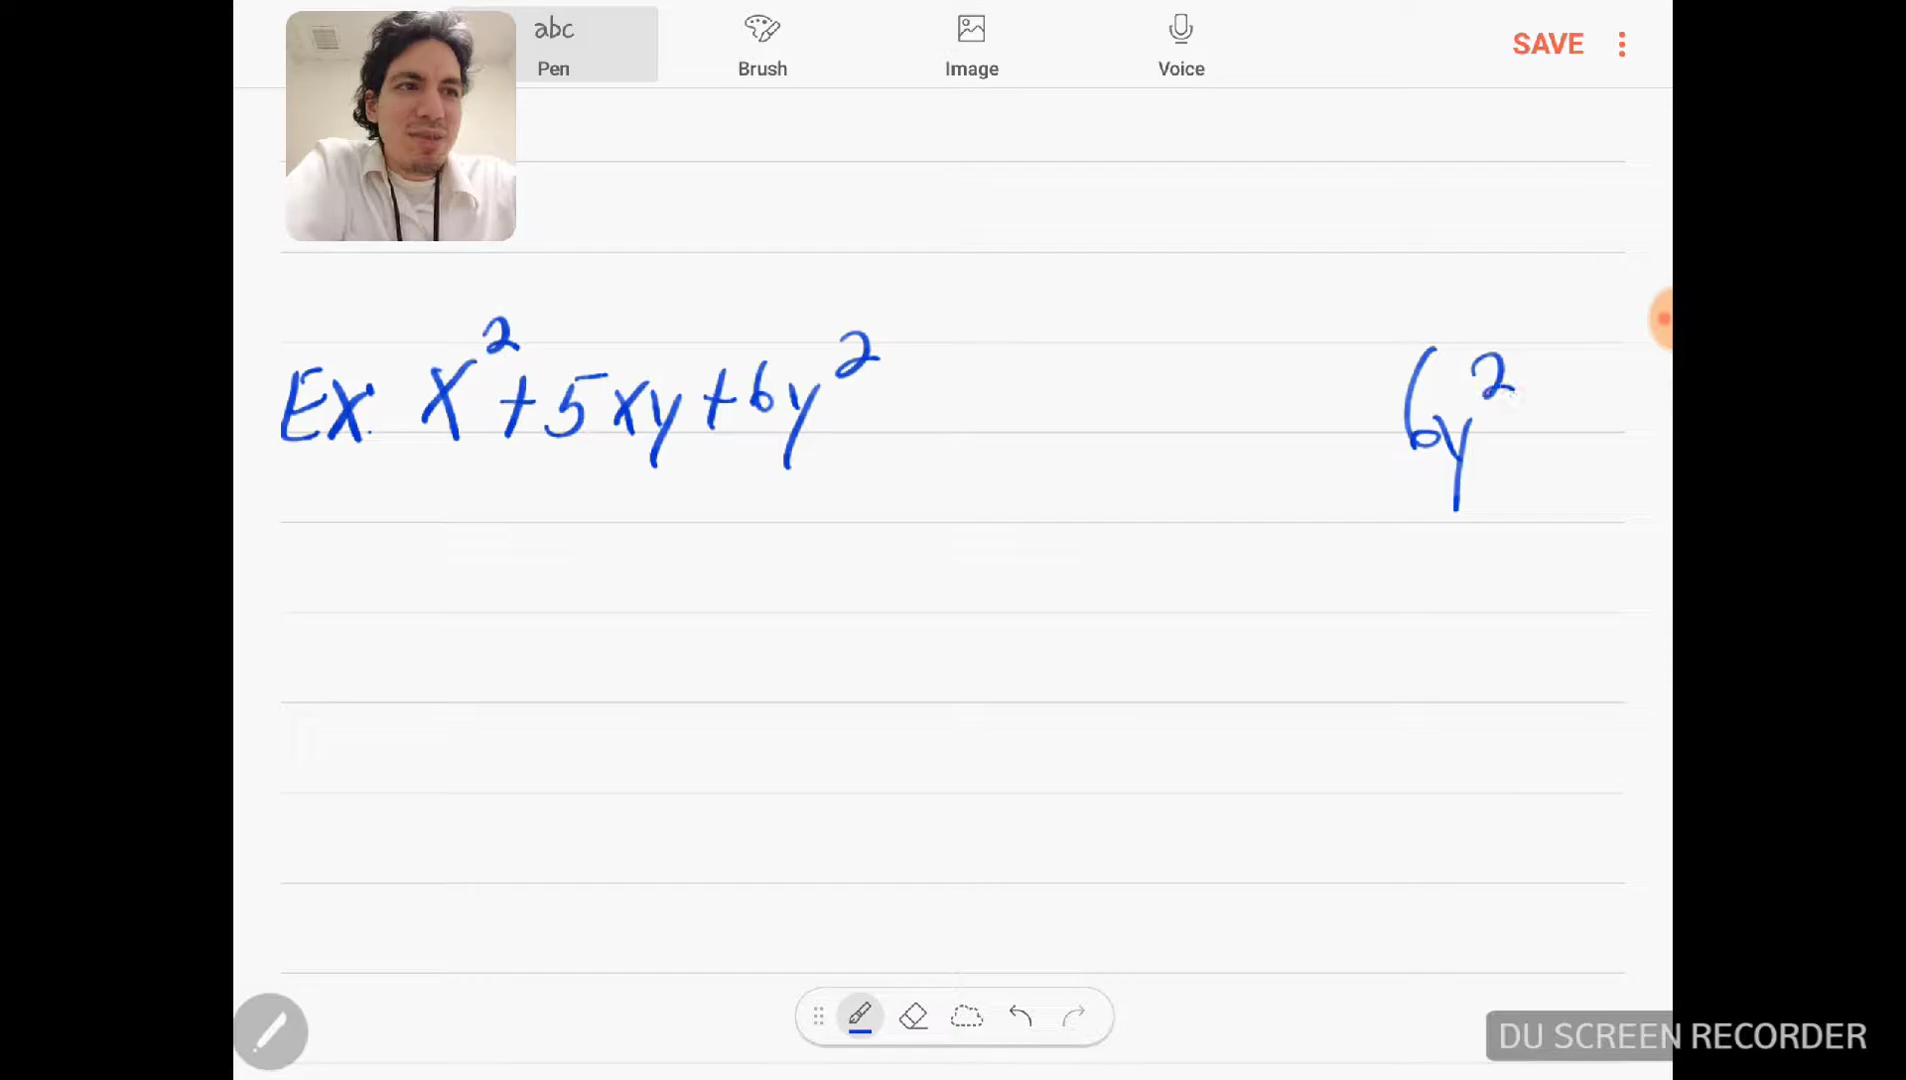 abc
Pen
Brush
Image
Voice
SAVE
Ex. x² + 5xy + 6y²
6y²
DU SCREEN RECORDER